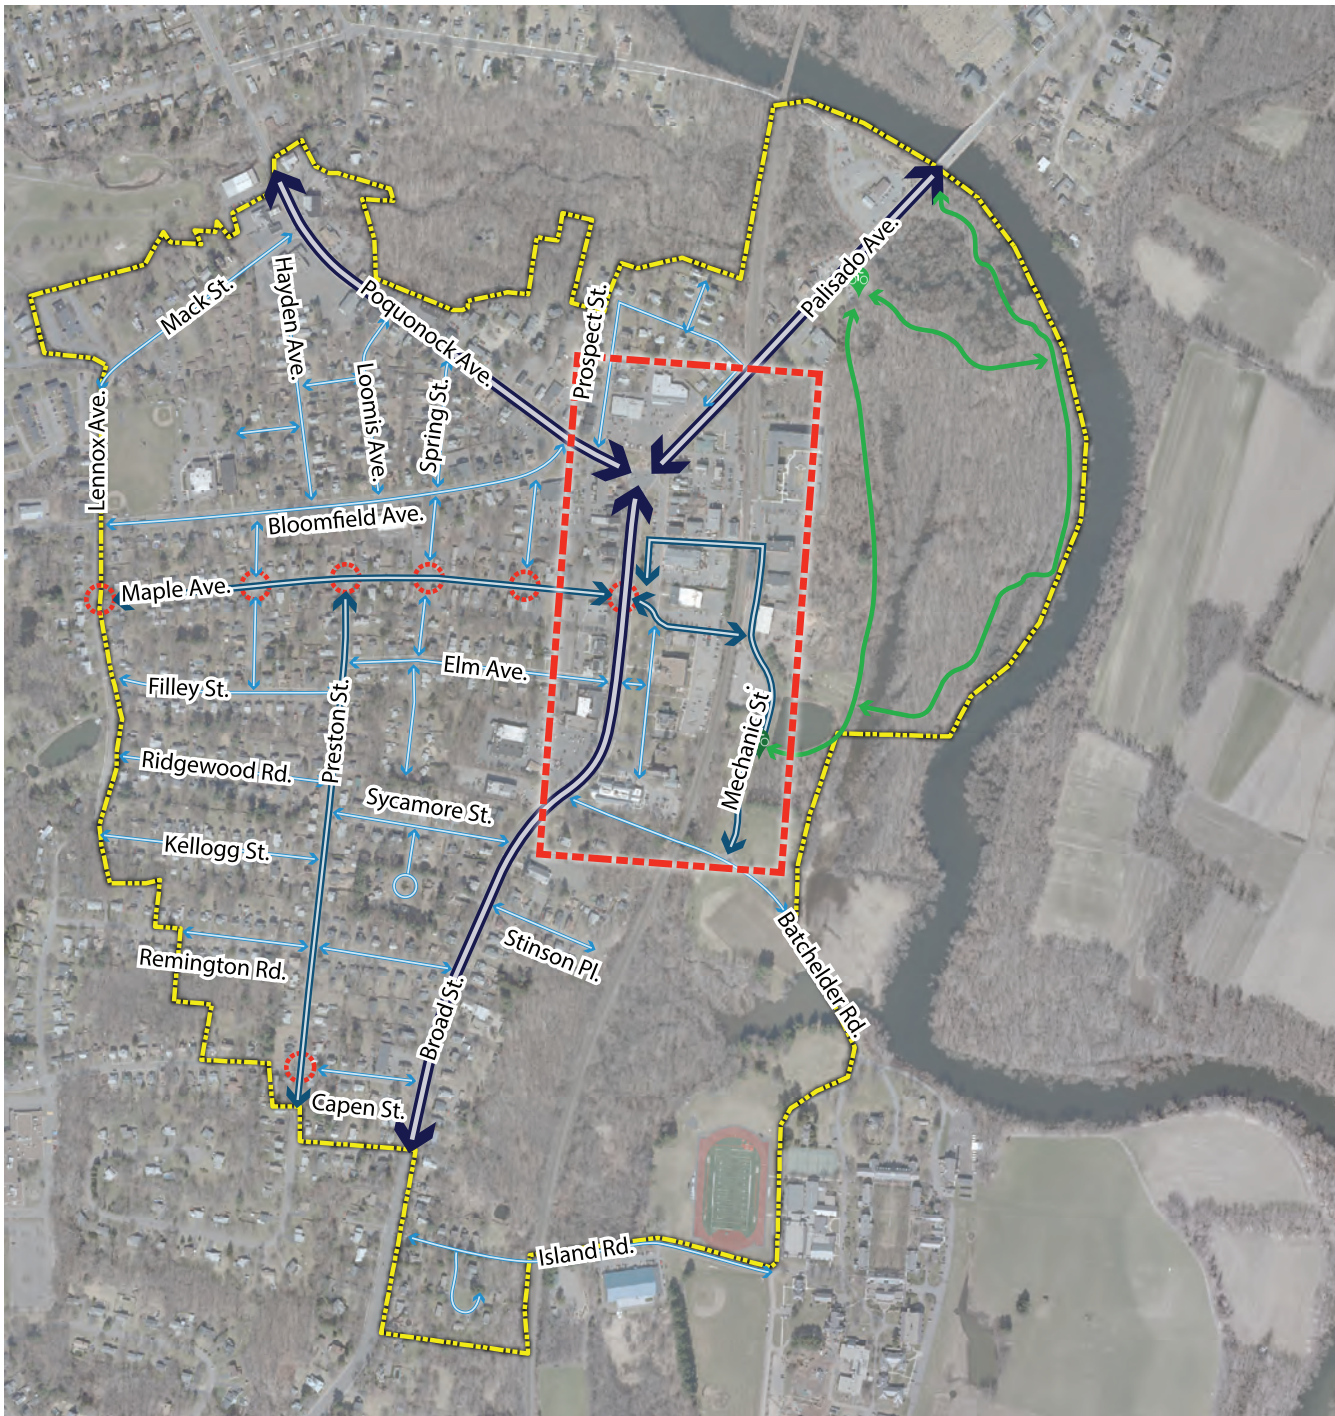 Palisado Ave.
Mack St.
Hayden Ave.
Poquonock Ave.
Prospect St.
Loomis Ave.
Spring St.
Lennox Ave.
Bloomfield Ave.
Maple Ave.
Elm Ave.
Filley St.
Preston St.
Mechanic St.
Ridgewood Rd.
Sycamore St.
Kellogg St.
Remington Rd.
Stinson Pl.
Batchelder Rd.
Broad St.
Capen St.
Island Rd.